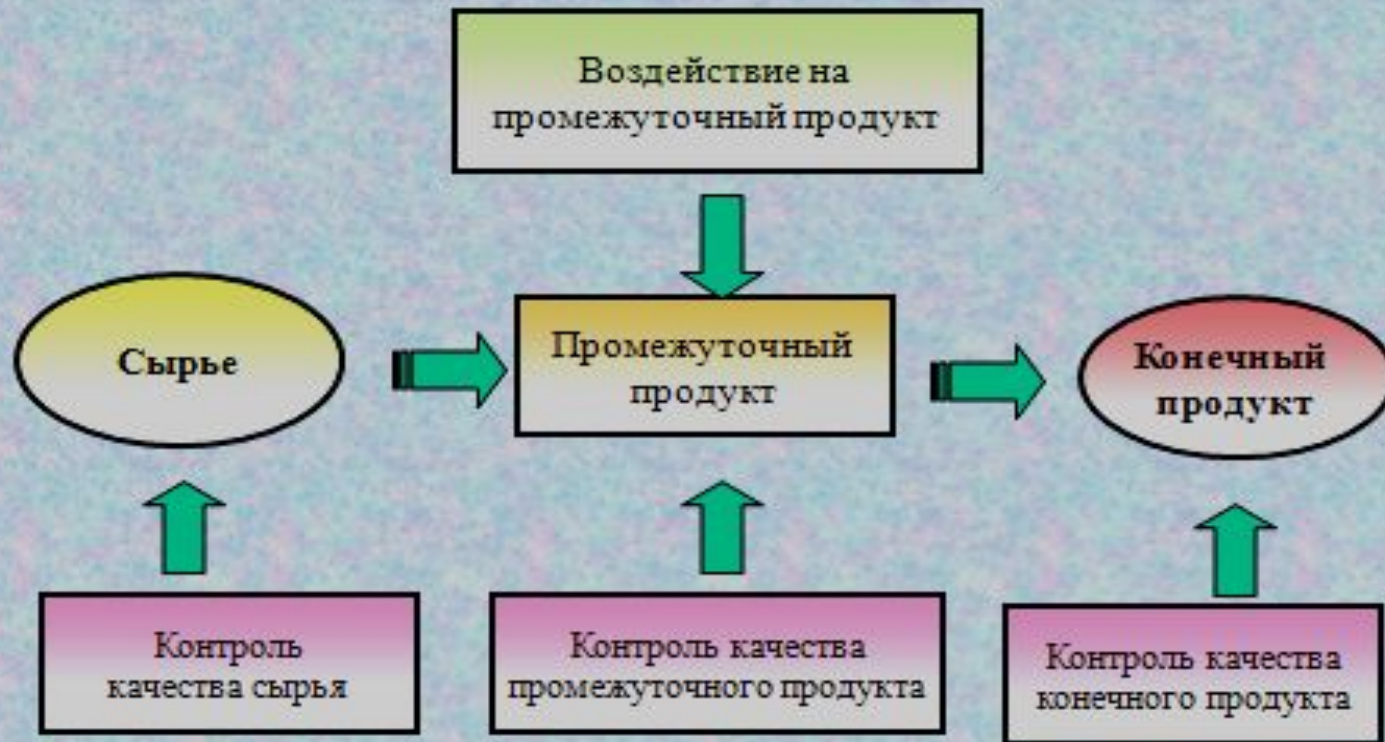 Воздействие на
промежуточный продукт
Сырье
Промежуточный
продукт
Конечный
продукт
Контроль
качества сырья
Контроль качества
промежуточного продукта
Контроль качества
конечного продукта